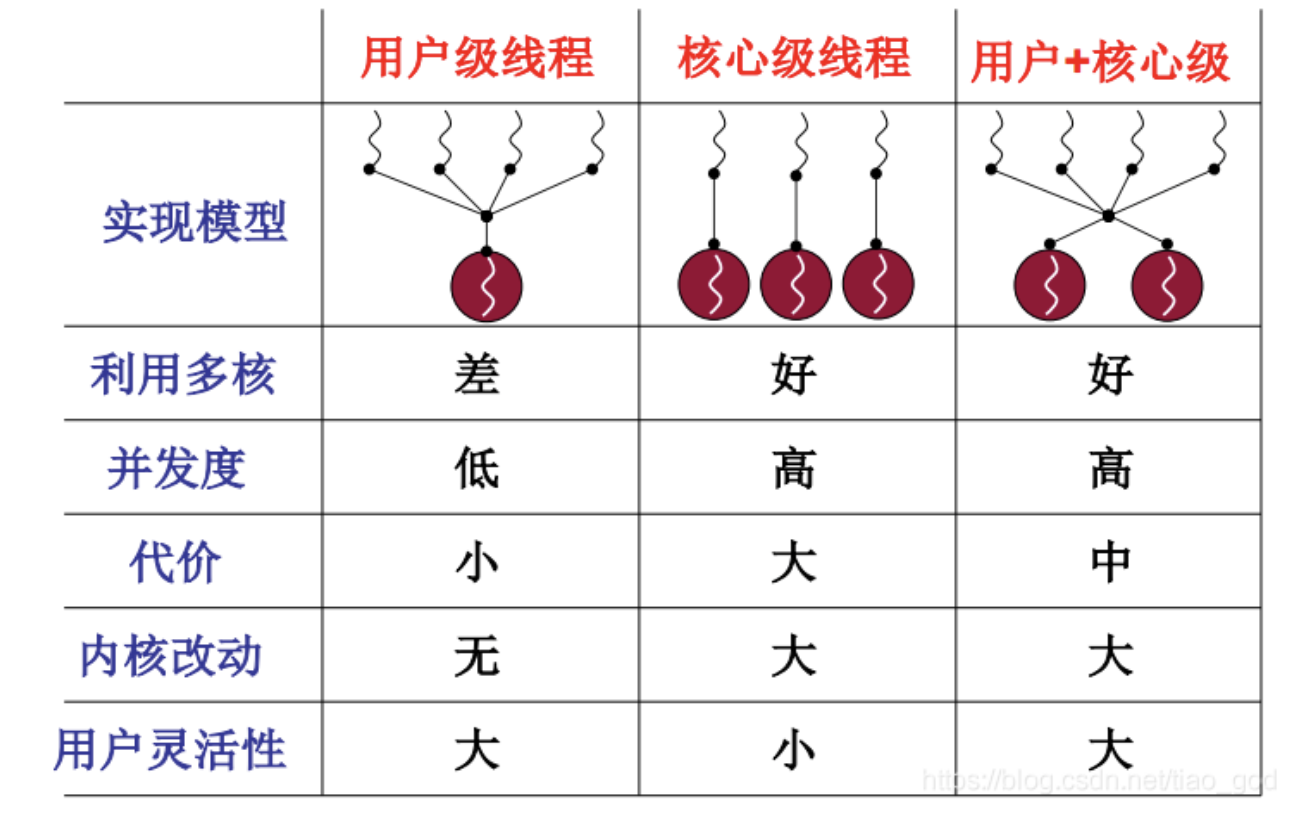 用户级线程 核心级线程 用户+核心级
实现模型
利用多核 差 好 好
并发度 低 高 高
代价 小 大 中
内核改动 无 大 大
用户灵活性 大 小 大
https://blog.csdn.net/tiao_gcd